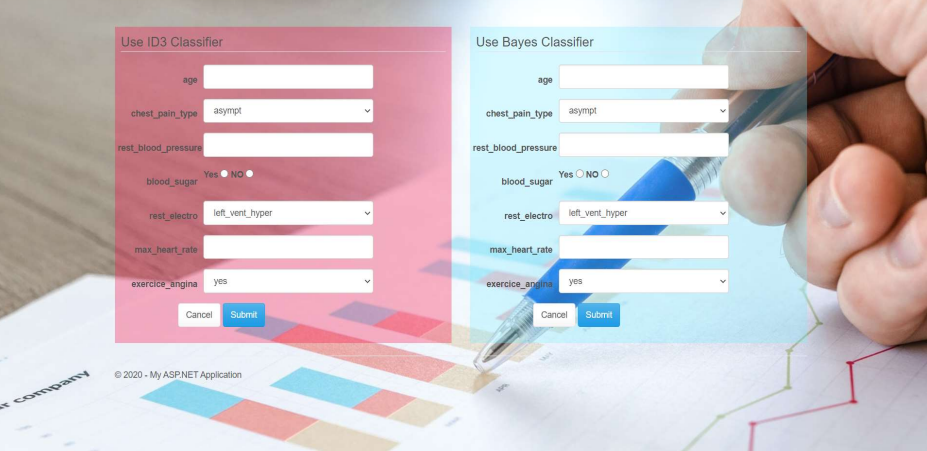 Use ID3 Classifier
age
chest_pain_type asympt
rest_blood_pressure
blood_sugar Yes NO
rest_electro left_vent_hyper
max_heart_rate
exercice_angina yes
Cancel Submit
Use Bayes Classifier
age
chest_pain_type asympt
rest_blood_pressure
blood_sugar Yes NO
rest_electro left_vent_hyper
max_heart_rate
exercice_angina yes
Cancel Submit
© 2020 - My ASP.NET Application
company
APR